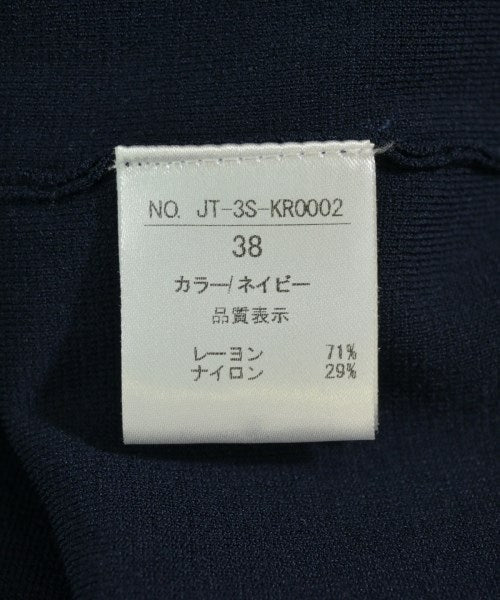 NO. JT-3S-KR0002
38
カラー/ネイビー
品質表示
レーヨン 71%
ナイロン 29%